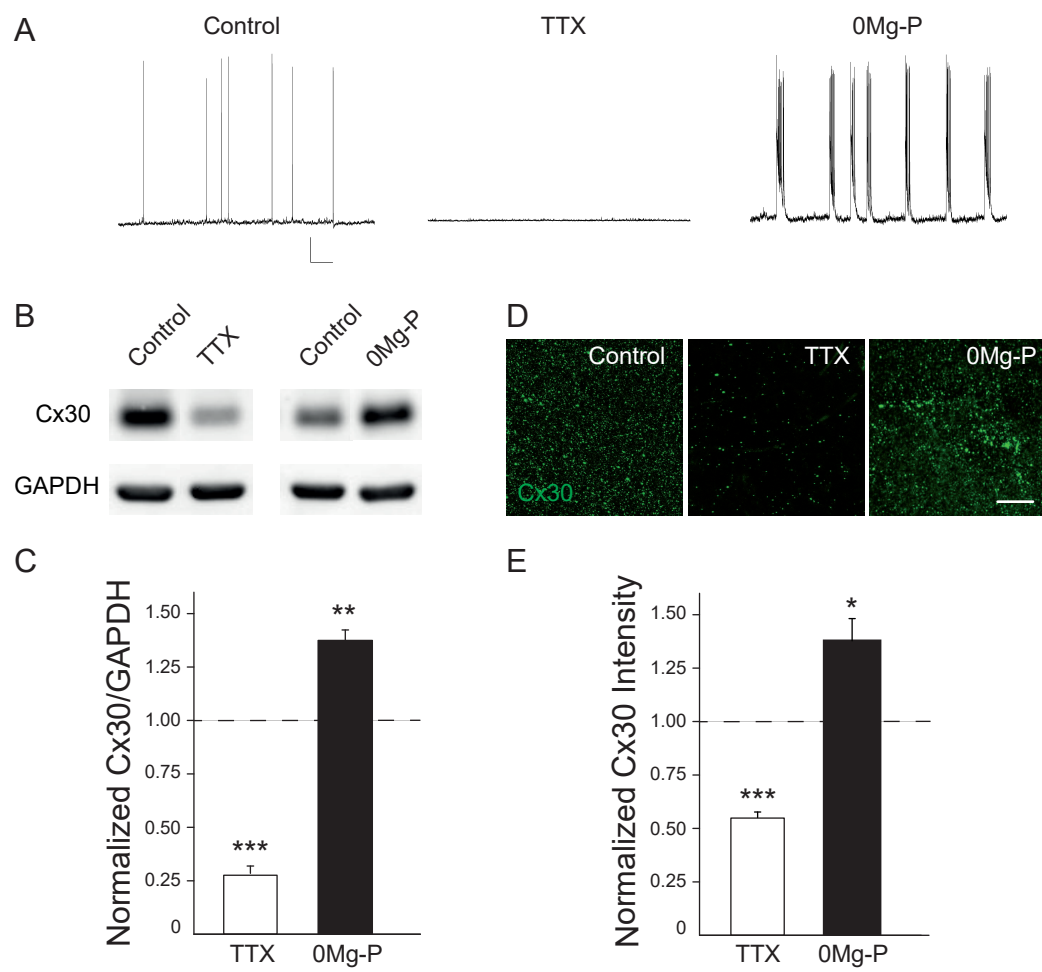 A
Control
TTX
0Mg-P
B
Control
TTX
Control
0Mg-P
Cx30
GAPDH
D
Control
TTX
0Mg-P
Cx30
C
Normalized Cx30/GAPDH
1.50
1.25
1.00
0.75
0.50
0.25
0
***
**
TTX
0Mg-P
E
Normalized Cx30 Intensity
1.50
1.25
1.00
0.75
0.50
0.25
0
***
*
TTX
0Mg-P